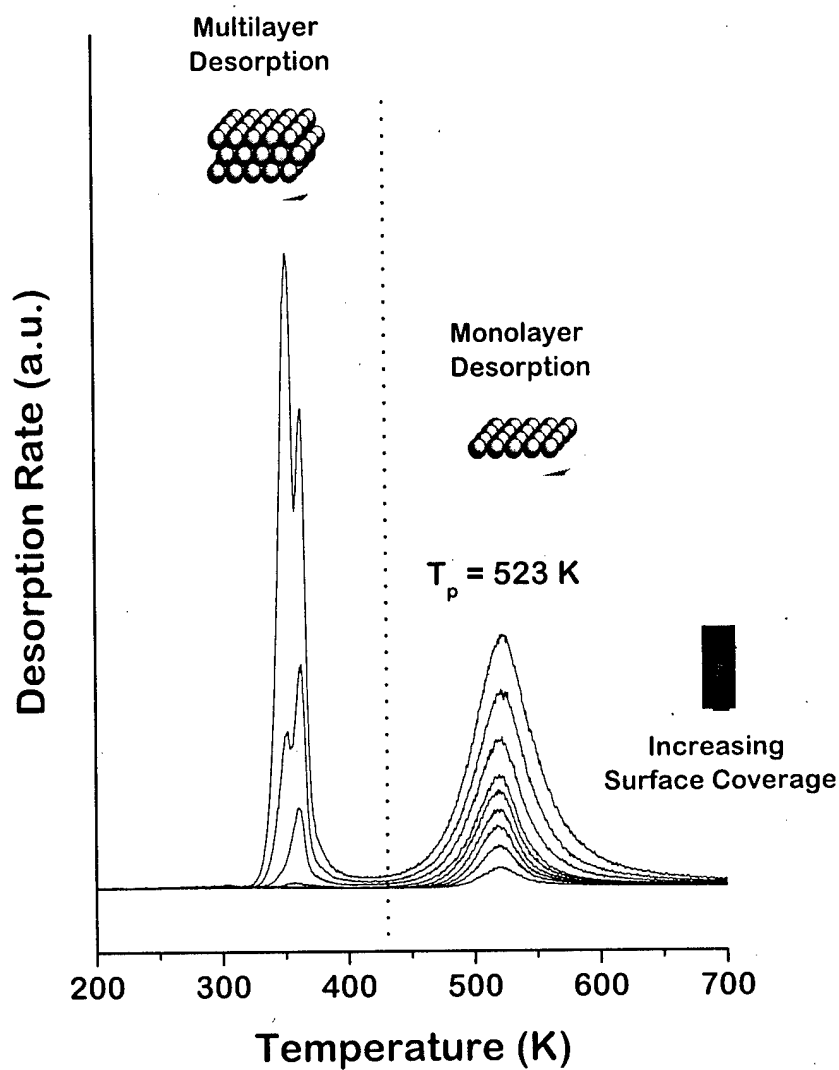 Multilayer
Desorption
Monolayer
Desorption
T_p = 523 K
Increasing
Surface Coverage
Desorption Rate (a.u.)
200 300 400 500 600 700
Temperature (K)